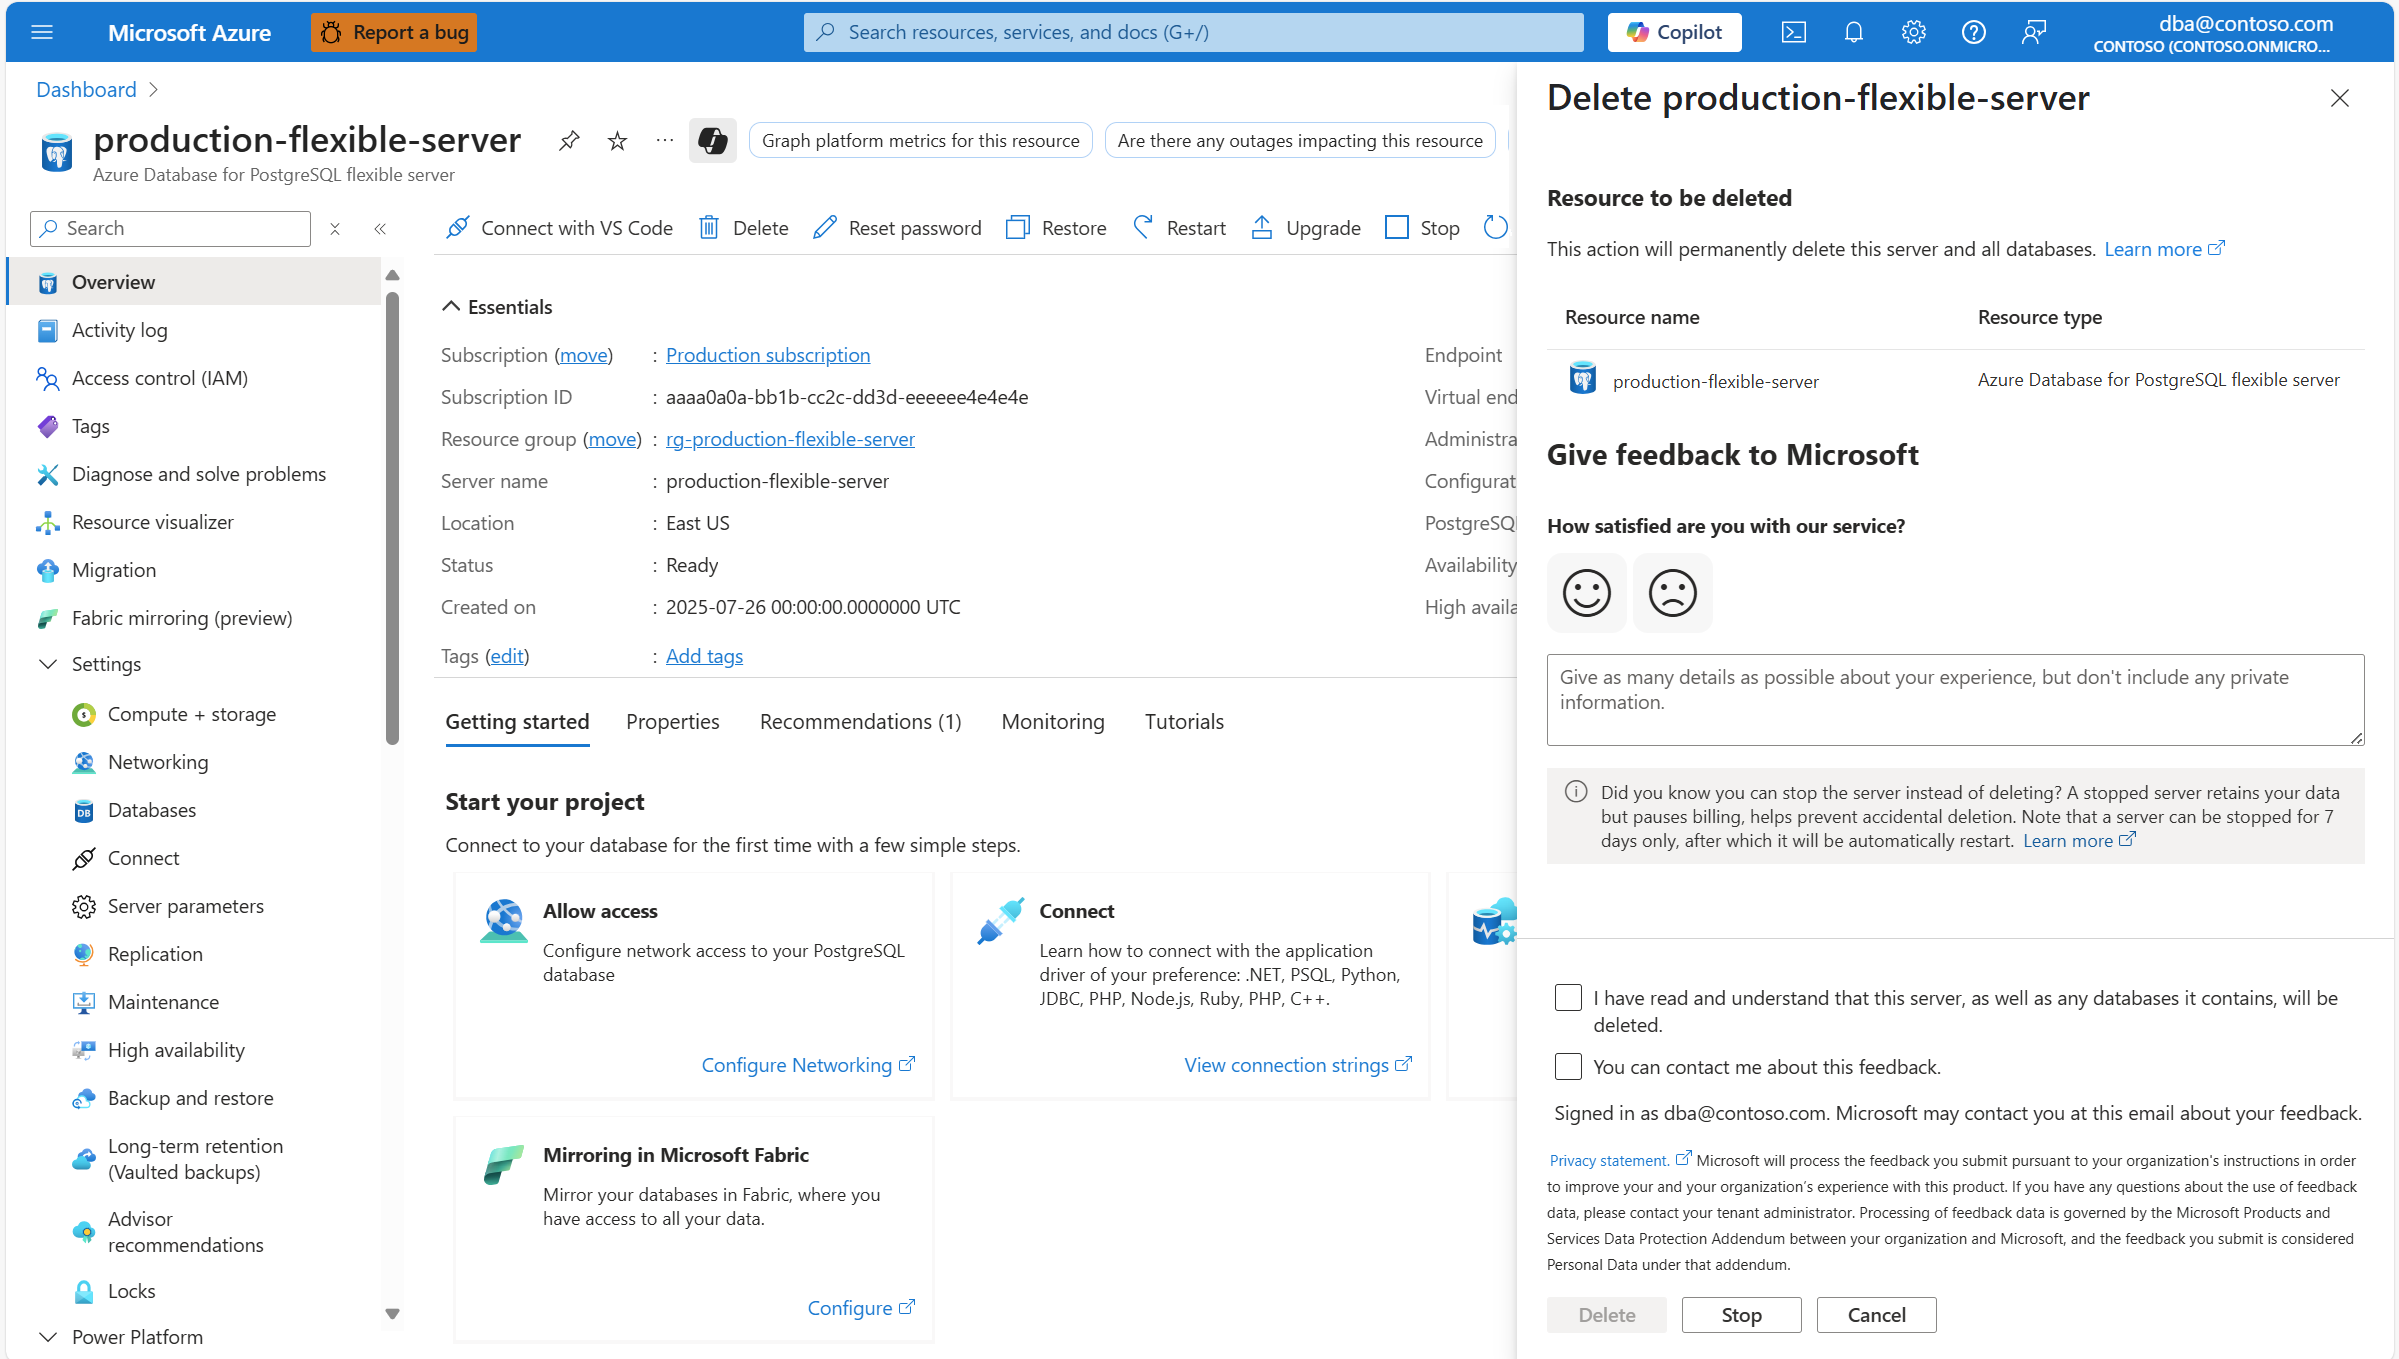 Microsoft Azure
Report a bug
Search resources, services, and docs (G+/)
Copilot
dba@contoso.com
CONTOSO (CONTOSO.ONMICRO...
Dashboard
production-flexible-server
Azure Database for PostgreSQL flexible server
Graph platform metrics for this resource
Are there any outages impacting this resource
Search
Overview
Activity log
Access control (IAM)
Tags
Diagnose and solve problems
Resource visualizer
Migration
Fabric mirroring (preview)
Settings
Compute + storage
Networking
Databases
Connect
Server parameters
Replication
Maintenance
High availability
Backup and restore
Long-term retention
(Vaulted backups)
Advisor
recommendations
Locks
Power Platform
Connect with VS Code
Delete
Reset password
Restore
Restart
Upgrade
Stop
Essentials
Subscription (move) : Production subscription
Subscription ID : aaaa0a0a-bb1b-cc2c-dd3d-eeeeee4e4e4e
Resource group (move) : rg-production-flexible-server
Server name : production-flexible-server
Location : East US
Status : Ready
Created on : 2025-07-26 00:00:00.0000000 UTC
Tags (edit) : Add tags
Endpoint
Virtual end
Administra
Configurat
PostgreSQL
Availability
High availa
Getting started
Properties
Recommendations (1)
Monitoring
Tutorials
Start your project
Connect to your database for the first time with a few simple steps.
Allow access
Configure network access to your PostgreSQL
database
Configure Networking
Connect
Learn how to connect with the application
driver of your preference: .NET, PSQL, Python,
JDBC, PHP, Node.js, Ruby, PHP, C++.
View connection strings
Mirroring in Microsoft Fabric
Mirror your databases in Fabric, where you
have access to all your data.
Configure
Delete production-flexible-server
Resource to be deleted
This action will permanently delete this server and all databases. Learn more
Resource name Resource type
production-flexible-server Azure Database for PostgreSQL flexible server
Give feedback to Microsoft
How satisfied are you with our service?
Give as many details as possible about your experience, but don't include any private
information.
Did you know you can stop the server instead of deleting? A stopped server retains your data
but pauses billing, helps prevent accidental deletion. Note that a server can be stopped for 7
days only, after which it will be automatically restart. Learn more
I have read and understand that this server, as well as any databases it contains, will be
deleted.
You can contact me about this feedback.
Signed in as dba@contoso.com. Microsoft may contact you at this email about your feedback.
Privacy statement. Microsoft will process the feedback you submit pursuant to your organization's instructions in order
to improve your and your organization's experience with this product. If you have any questions about the use of feedback
data, please contact your tenant administrator. Processing of feedback data is governed by the Microsoft Products and
Services Data Protection Addendum between your organization and Microsoft, and the feedback you submit is considered
Personal Data under that addendum.
Delete
Stop
Cancel